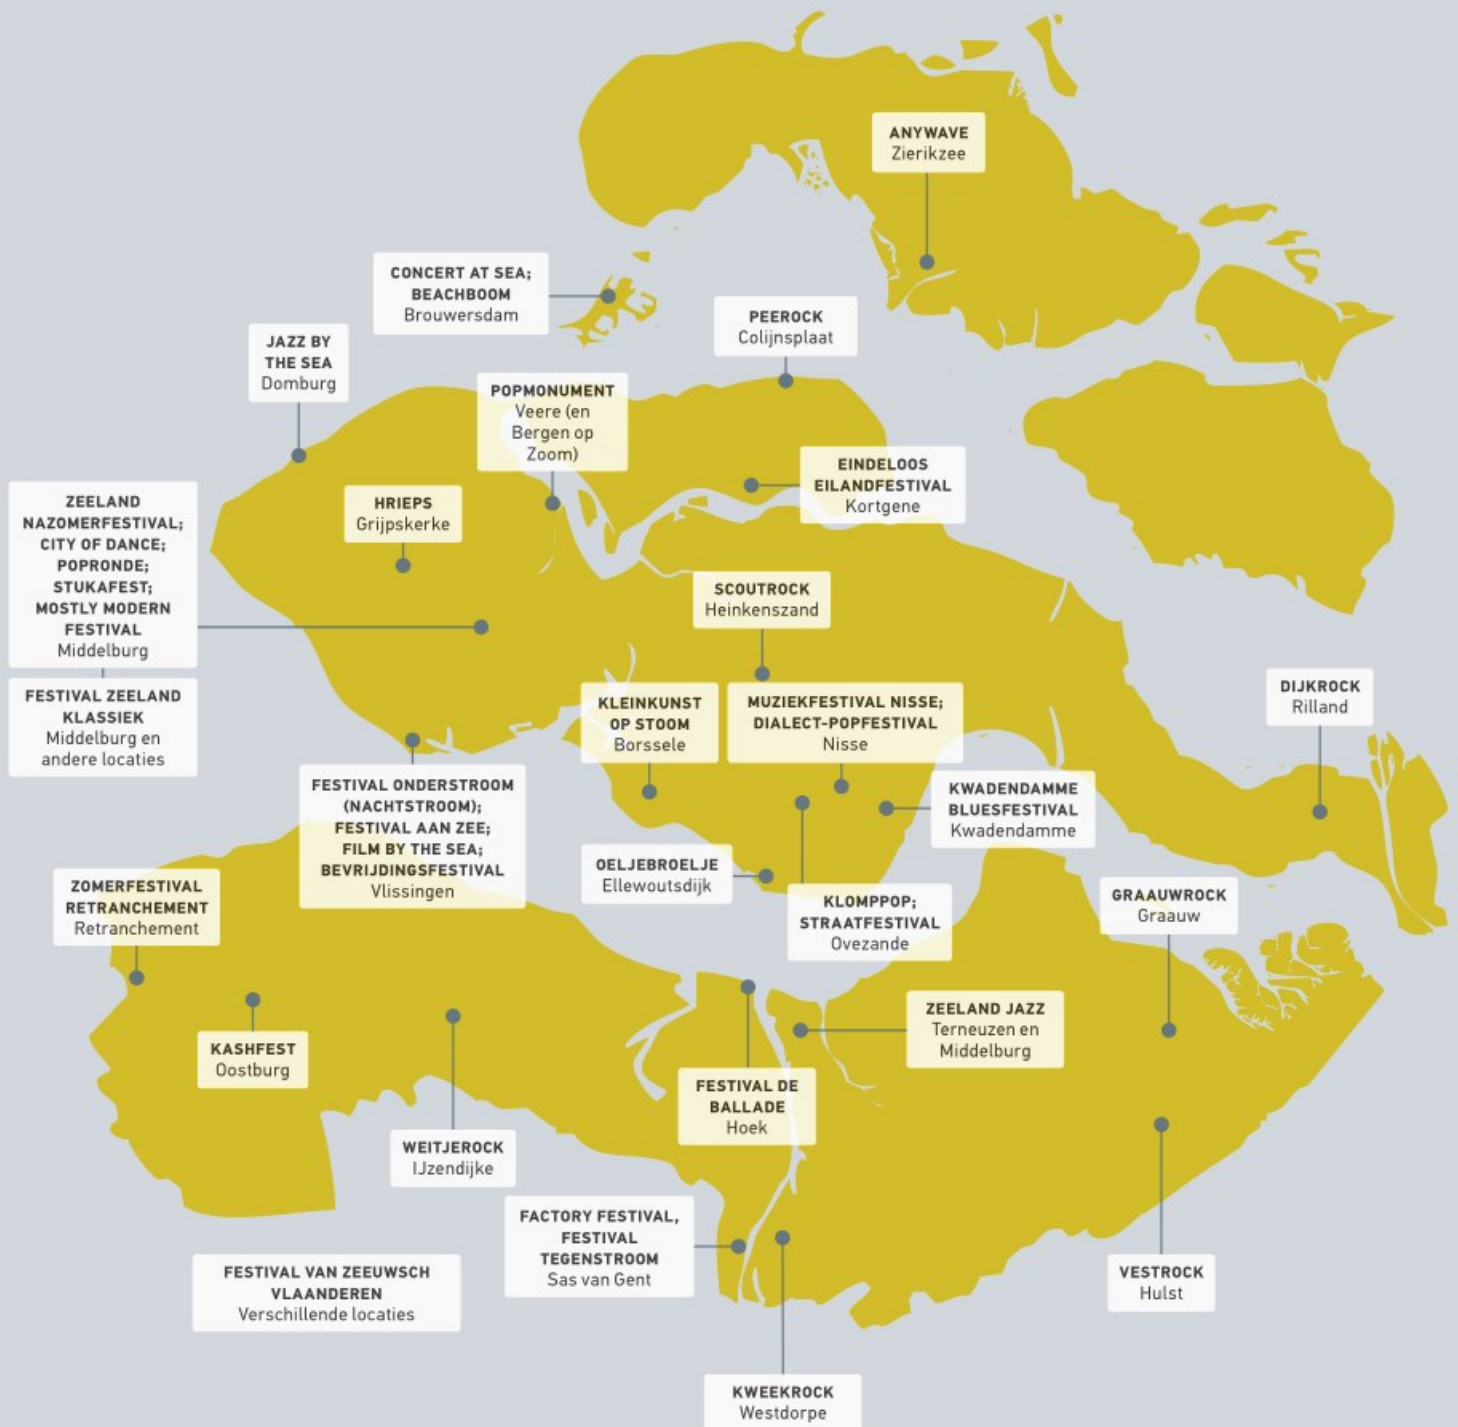 ANYWAVE
Zierikzee
CONCERT AT SEA;
BEACHBOOM
Brouwersdam
PEEROCK
Colijnsplaat
JAZZ BY
THE SEA
Domburg
POPMONUMENT
Veere (en
Bergen op
Zoom)
EINDELOOS
EILANDFESTIVAL
Kortgene
HRIEPS
Grijpskerke
ZEELAND
NAZOMERFESTIVAL;
CITY OF DANCE;
POPRONDE;
STUKAFEST;
MOSTLY MODERN
FESTIVAL
Middelburg
FESTIVAL ZEELAND
KLASSIEK
Middelburg en
andere locaties
SCOUTROCK
Heinkenszand
KLEINKUNST
OP STOOM
Borssele
MUZIEKFESTIVAL NISSE;
DIALECT-POPFESTIVAL
Nisse
DIJKROCK
Rilland
FESTIVAL ONDERSTROOM
(NACHTSTROOM);
FESTIVAL AAN ZEE;
FILM BY THE SEA;
BEVRIJDINGSFESTIVAL
Vlissingen
KWADENDAMME
BLUESFESTIVAL
Kwadendamme
OELJEBROELJE
Ellewoutsdijk
KLOMPPOP;
STRAATFESTIVAL
Ovezande
ZOMERFESTIVAL
RETRANCHEMENT
Retranchement
GRAAUWROCK
Graauw
ZEELAND JAZZ
Terneuzen en
Middelburg
KASHFEST
Oostburg
FESTIVAL DE
BALLADE
Hoek
WEITJEROCK
IJzendijke
FACTORY FESTIVAL,
FESTIVAL
TEGENSTROOM
Sas van Gent
FESTIVAL VAN ZEEUWSCH
VLAANDEREN
Verschillende locaties
VESTROCK
Hulst
KWEEKROCK
Westdorpe